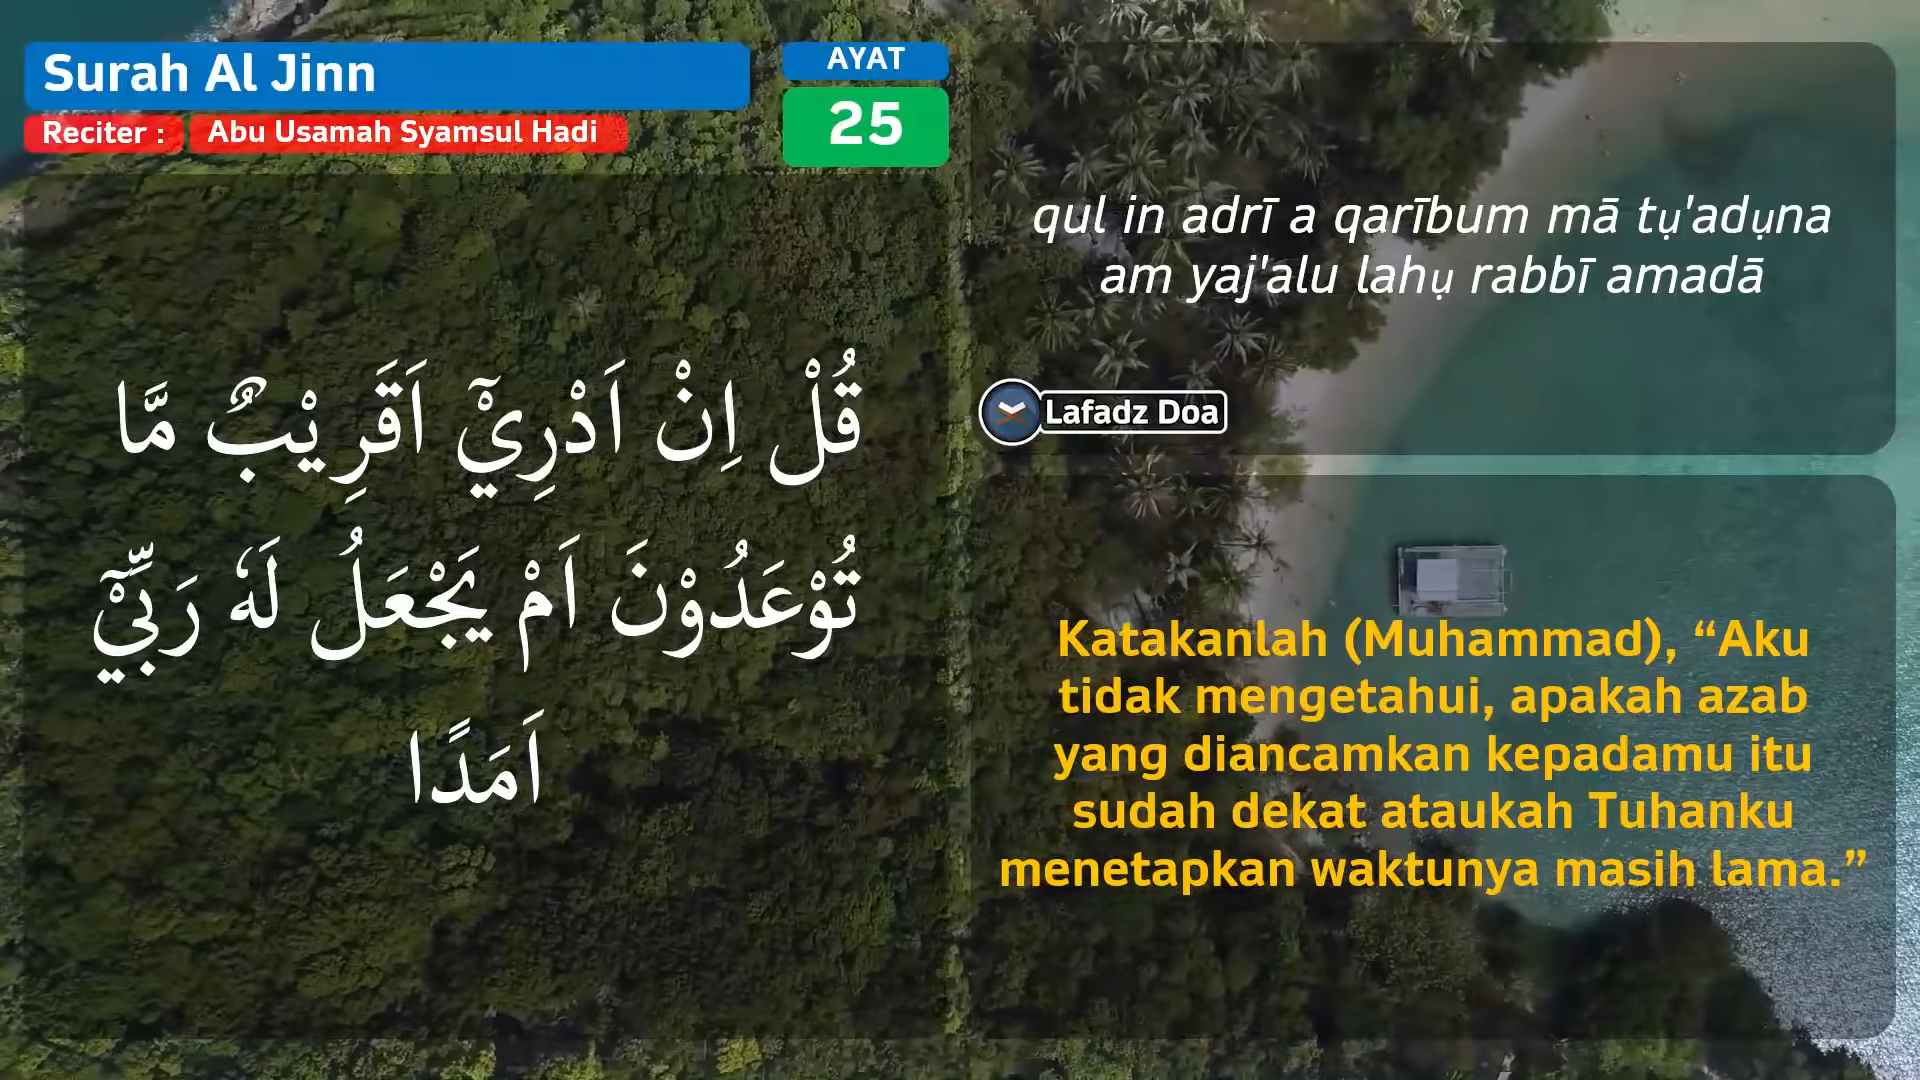 Surah Al Jinn
Reciter :
Abu Usamah Syamsul Hadi
AYAT
25
قُلْ اِنْ اَدْرِيْٓ اَقَرِيْبٌ مَّا
تُوْعَدُوْنَ اَمْ يَجْعَلُ لَهٗ رَبِّيْٓ
اَمَدًا
qul in adrī a qarībum mā tụ'adụna
am yaj'alu lahụ rabbī amadā
Lafadz Doa
Katakanlah (Muhammad), “Aku
tidak mengetahui, apakah azab
yang diancamkan kepadamu itu
sudah dekat ataukah Tuhanku
menetapkan waktunya masih lama.”